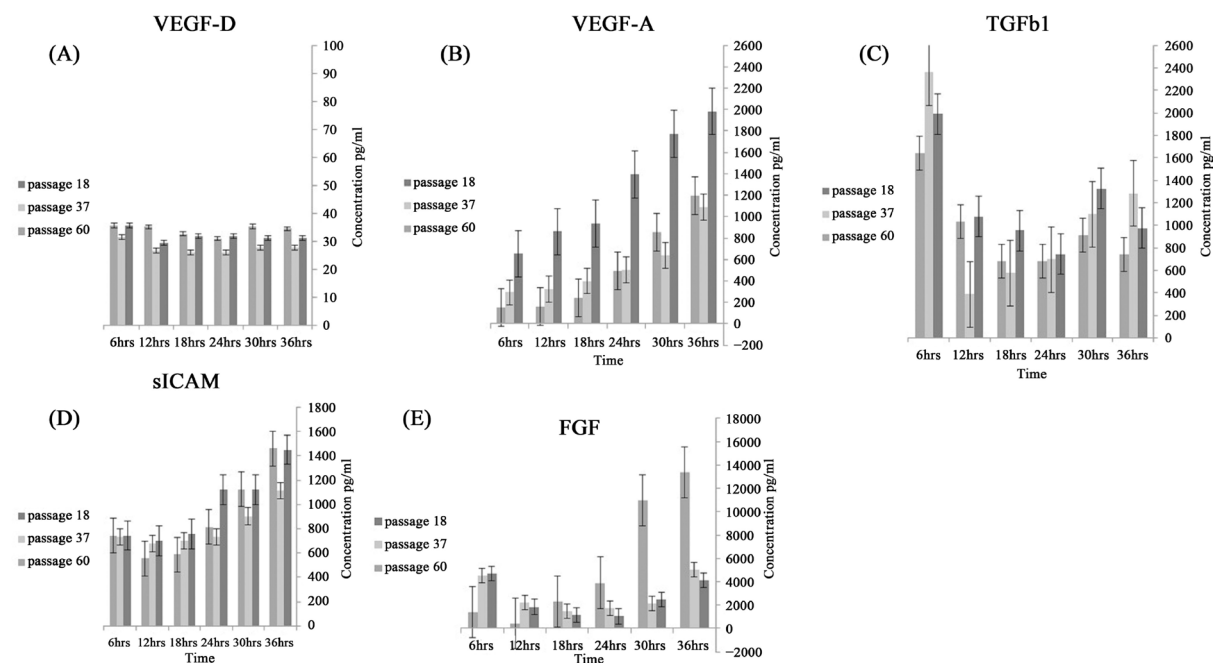 VEGF-D
(A)
100
90
80
70
60
50
40
30
20
10
0
Concentration pg/ml
passage 18
passage 37
passage 60
6hrs 12hrs 18hrs 24hrs 30hrs 36hrs
VEGF-A
(B)
2600
2400
2200
2000
1800
1600
1400
1200
1000
800
600
400
200
0
−200
Concentration pg/ml
passage 18
passage 37
passage 60
6hrs 12hrs 18hrs 24hrs 30hrs 36hrs
Time
TGFb1
(C)
2600
2400
2200
2000
1800
1600
1400
1200
1000
800
600
400
200
0
Concentration pg/ml
passage 18
passage 37
passage 60
6hrs 12hrs 18hrs 24hrs 30hrs 36hrs
Time
sICAM
(D)
1800
1600
1400
1200
1000
800
600
400
200
0
Concentration pg/ml
passage 18
passage 37
passage 60
6hrs 12hrs 18hrs 24hrs 30hrs 36hrs
Time
(E)
FGF
18000
16000
14000
12000
10000
8000
6000
4000
2000
0
−2000
Concentration pg/ml
passage 18
passage 37
passage 60
6hrs 12hrs 18hrs 24hrs 30hrs 36hrs
Time